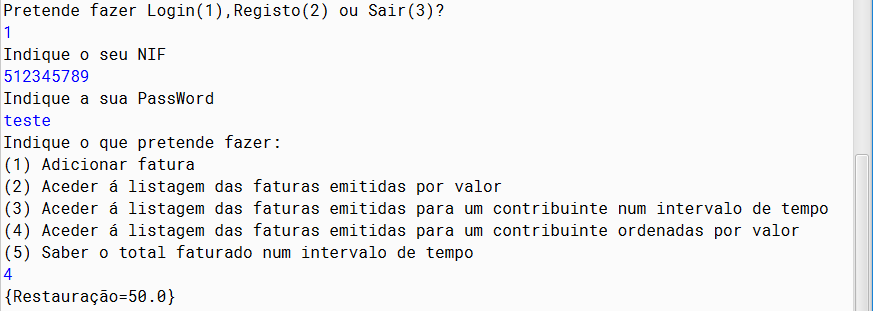 Pretende fazer Login(1),Registo(2) ou Sair(3)?
1
Indique o seu NIF
512345789
Indique a sua PassWord
teste
Indique o que pretende fazer:
(1) Adicionar fatura
(2) Aceder á listagem das faturas emitidas por valor
(3) Aceder á listagem das faturas emitidas para um contribuinte num intervalo de tempo
(4) Aceder á listagem das faturas emitidas para um contribuinte ordenadas por valor
(5) Saber o total faturado num intervalo de tempo
4
{Restauração=50.0}